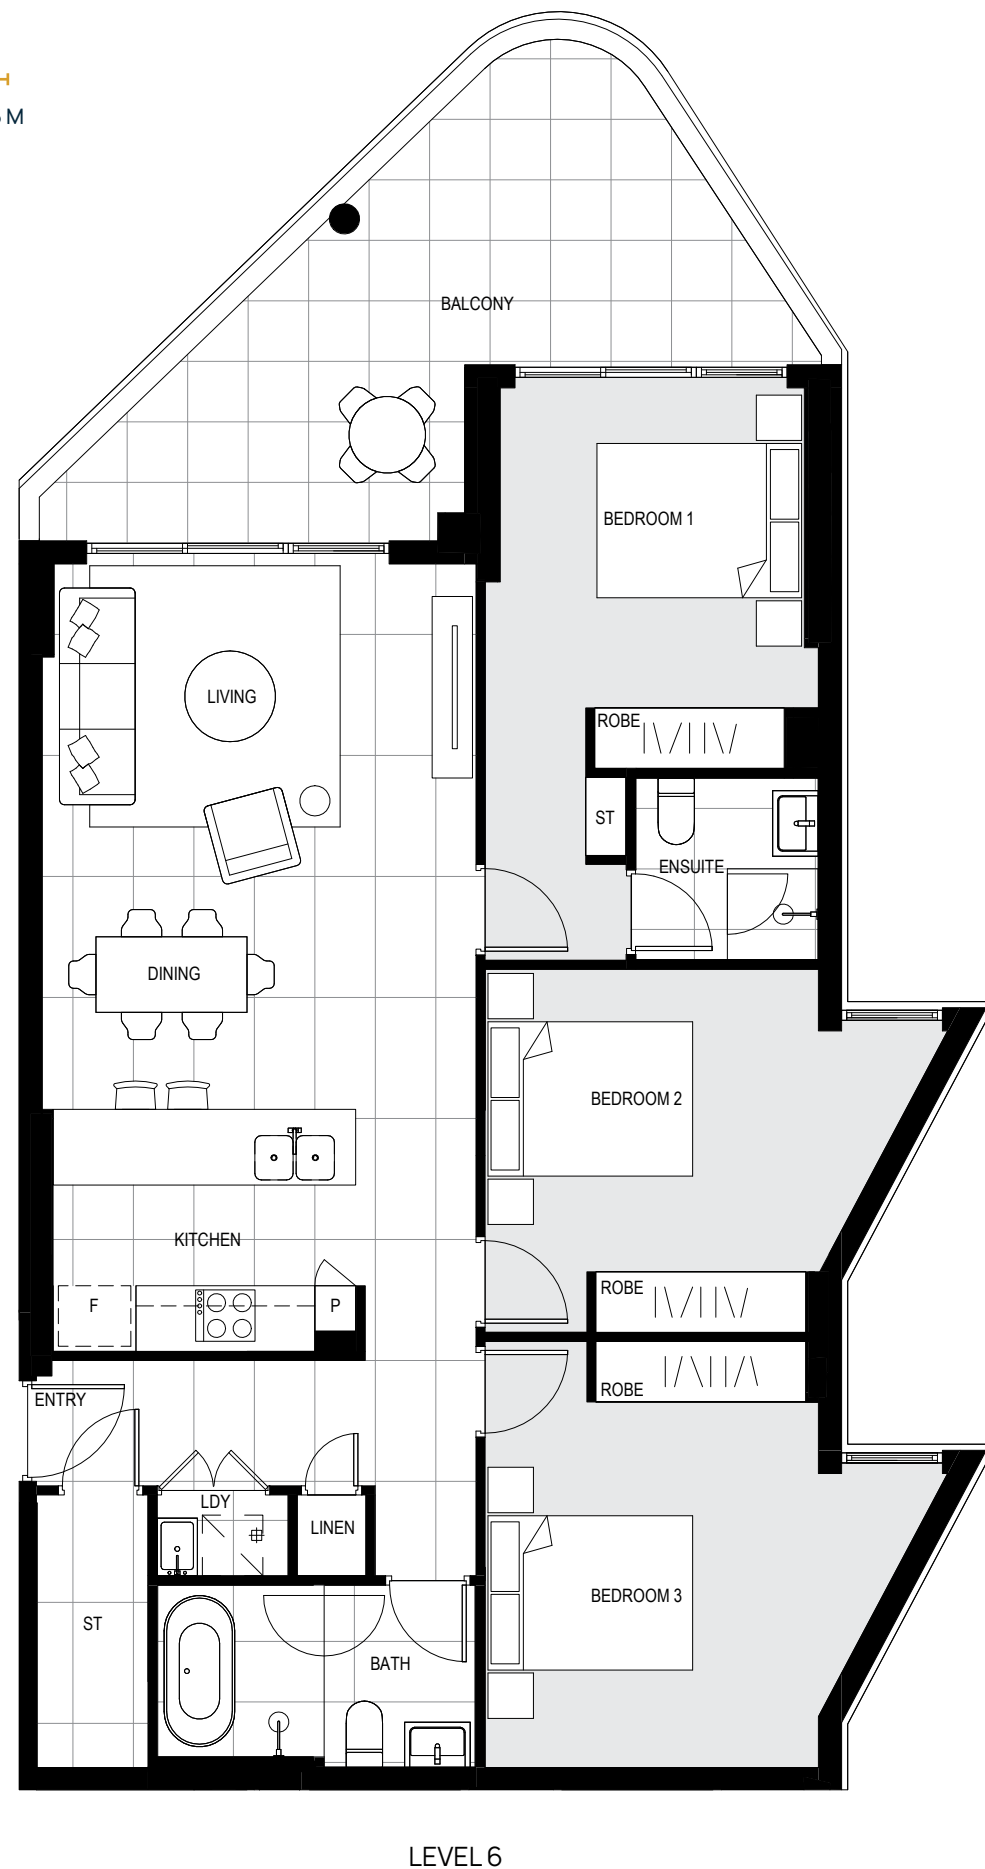 M
BALCONY
BEDROOM 1
LIVING
ROBE
ST
ENSUITE
DINING
BEDROOM 2
KITCHEN
ROBE
F
P
ROBE
ENTRY
LDY
LINEN
BEDROOM 3
ST
BATH
LEVEL 6